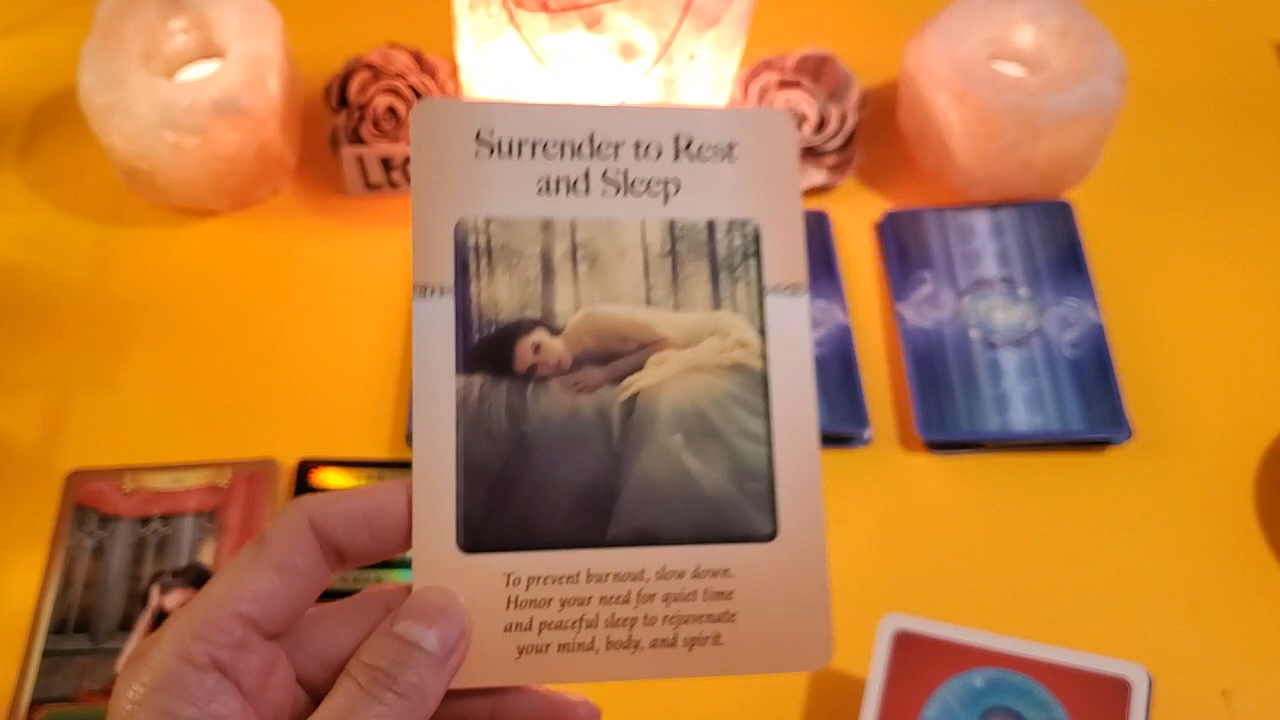 LEO
Surrender to Rest
and Sleep
To prevent burnout, slow down.
Honor your need for quiet time
and peaceful sleep to rejuvenate
your mind, body, and spirit.